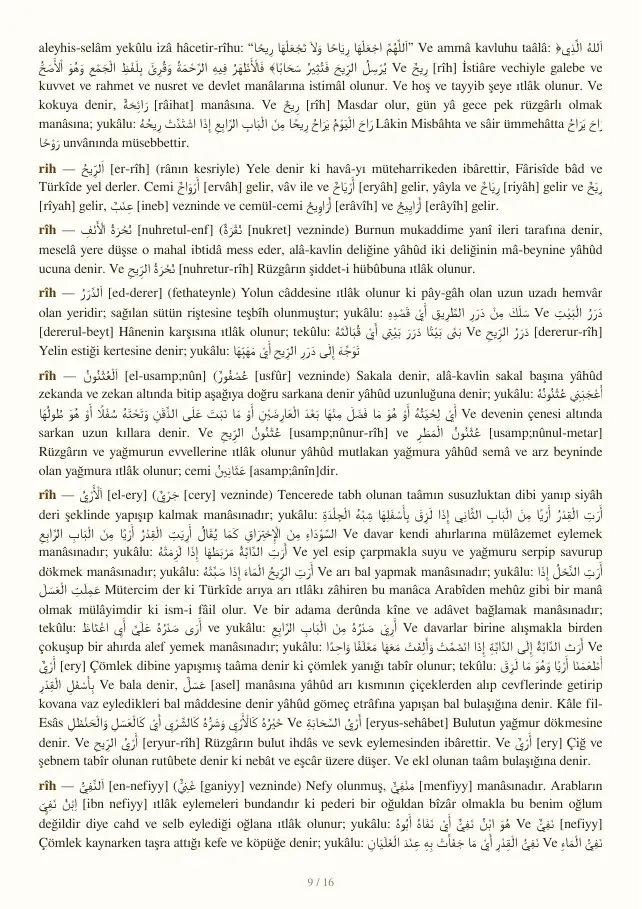 aleyhis-selâm yekûlu izâ hâcetir-rîhu: “اَللّٰهُمَّ اجْعَلْهَا رِيَاحًا وَلاَ تَجْعَلْهَا رِيحًا” Ve ammâ kavluhu taâlâ: ﴿اَللهُ الَّذِي
يُرْسِلُ الرِّيحَ فَتُثِيرُ سَحَابًا﴾ فَالْأَظْهَرُ فِيهِ الرَّحْمَةُ وَقُرِئَ بِلَفْظِ الْجَمْعِ وَهُوَ الْأَصَحُّ Ve رِيحٌ [rîh] İstiâre vechiyle galebe ve
kuvvet ve rahmet ve nusret ve devlet manâlarına istimâl olunur. Ve hoş ve tayyib şeye ıtlâk olunur. Ve
kokuya denir, رَائِحَةٌ [râihat] manâsına. Ve رِيحٌ [rîh] Masdar olur, gün yâ gece pek rüzgârlı olmak
manâsına; yukâlu: رَاحَ الْيَوْمُ يَرَاحُ رِيحًا مِنَ الْبَابِ الرَّابِعِ إِذَا اشْتَدَّتْ رِيحُهُ Lâkin Misbâhta ve sâir ümmehâtta رَاحَ يَرَاحُ
رَوْحًا unvânında müsebbettir.
rih — اَلرِّيحُ [er-rîh) (rânın kesriyle) Yele denir ki havâ-yı müteharrikeden ibârettir, Fârisîde bâd ve
Türkîde yel derler. Cemi أَرْوَاحٌ [ervâh] gelir, vâv ile ve أَرْيَاحٌ [eryâh] gelir, yâyla ve رِيَاحٌ [riyâh] gelir ve رِيَحٌ
[rîyah] gelir, عِنَبٌ [ineb] vezninde ve cemül-cemi أَرَاوِيحُ [erâvîh] ve أَرَايِيحُ [erâyîh] gelir.
rîh — نُخْرَةُ الْأَنْفِ [nuhretul-enf] (نُقْرَةٌ [nukret] vezninde) Burnun mukaddime yanî ileri tarafına denir,
meselâ yere düşse o mahal ibtidâ mess eder, alâ-kavlin deliğine yâhûd iki deliğinin mâ-beynine yâhûd
ucuna denir. Ve نُخْرَةُ الرِّيحِ [nuhretur-rîh] Rüzgârın şiddet-i hübûbuna ıtlâk olunur.
rîh — اَلدَّرَرُ [ed-derer] (fethateynle) Yolun câddesine ıtlâk olunur ki pây-gâh olan uzun uzadı hemvâr
olan yeridir; sağılan sütün riştesine teşbîh olunmuştur; yukâlu: سَلَكَ مِنْ دَرَرِ الطَّرِيقِ أَيْ قَصْدِهِ Ve دَرَرُ الْبَيْتِ
[dererul-beyt] Hânenin karşısına ıtlâk olunur; tekûlu: بَنَى بَيْتًا دَرَرَ بَيْتِي أَيْ قُبَالَتَهُ Ve دَرَرُ الرِّيحِ [dererur-rîh]
Yelin estiği kertesine denir; yukâlu: تَوَجَّهَ إِلَى دَرَرِ الرِّيحِ أَيْ مَهَبِّهَا
rîh — اَلْعُثْنُونُ [el-usamp;nûn] (عُصْفُورٌ [usfûr] vezninde) Sakala denir, alâ-kavlin sakal başına yâhûd
zekanda ve zekan altında bitip aşağıya doğru sarkana denir yâhûd uzunluğuna denir; yukâlu: أَعْجَبَنِي عُثْنُونُهُ
أَيْ لِحْيَتُهُ أَوْ هُوَ مَا فَضَلَ مِنْهَا بَعْدَ الْعَارِضَيْنِ أَوْ مَا نَبَتَ عَلَى الذَّقَنِ وَتَحْتَهُ سُفْلًا أَوْ هُوَ طُولُهَا Ve devenin çenesi altında
sarkan uzun kıllara denir. Ve عُثْنُونُ الرِّيحِ [usamp;nûnur-rîh] ve عُثْنُونُ الْمَطَرِ [usamp;nûnul-metar]
Rüzgârın ve yağmurun evvellerine ıtlâk olunur yâhûd mutlakan yağmura yâhûd semâ ve arz beyninde
olan yağmura ıtlâk olunur; cemi عَثَانِينُ [asamp;ânîn]dir.
rîh — اَلْأَرْيُ [el-ery] (جَرْيٌ [cery] vezninde) Tencerede tabh olunan taâmın susuzluktan dibi yanıp siyâh
deri şeklinde yapışıp kalmak manâsınadır; yukâlu: أَرَتِ الْقِدْرُ أَرْيًا مِنَ الْبَابِ الثَّانِي إِذَا لَزِقَ بِأَسْفَلِهَا شِبْهُ الْجِلْدَةِ
السَّوْدَاءِ مِنَ الْاِحْتِرَاقِ كَمَا يُقَالُ أَرِيَتِ الْقِدْرُ أَرْيًا مِنَ الْبَابِ الرَّابِعِ Ve davar kendi ahırlarına mülâzemet eylemek
manâsınadır; yukâlu: أَرَتِ الدَّابَّةُ مَرْبَطَهَا إِذَا لَزِمَتْهُ Ve yel esip çarpmakla suyu ve yağmuru serpip savurup
dökmek manâsınadır; yukâlu: أَرَتِ الرِّيحُ الْمَاءَ إِذَا صَبَّتْهُ Ve arı bal yapmak manâsınadır; yukâlu: أَرَتِ النَّحْلُ إِذَا
عَمِلَتِ الْعَسَلَ Mütercim der ki Türkîde arıya arı ıtlâkı zâhiren bu manâca Arabîden mehûz gibi bir manâ
olmak mülâyimdir ki ism-i fâil olur. Ve bir adama derûnda kîne ve adâvet bağlamak manâsınadır;
tekûlu: أَرَى صَدْرُهُ عَلَيَّ أَيِ اغْتَاظَ ve yukâlu: أَرِيَ صَدْرُهُ مِنَ الْبَابِ الرَّابِعِ Ve davarlar birine alışmakla birden
çokuşup bir ahırda alef yemek manâsınadır; yukâlu: أَرَتِ الدَّابَّةُ إِلَى الدَّابَّةِ إِذَا انْضَمَّتْ وَأَلِفَتْ مَعَهَا مَعْلَفًا وَاحِدًا Ve
أَرْيٌ [ery] Çömlek dibine yapışmış taâma denir ki çömlek yanığı tabîr olunur; tekûlu: أَطْعَمَنَا أَرْيًا وَهُوَ مَا لَزِقَ
بِأَسْفَلِ الْقِدْرِ Ve bala denir, عَسَلٌ [asel] manâsına yâhûd arı kısmının çiçeklerden alıp cevflerinde getirip
kovana vaz eyledikleri bal mâddesine denir yâhûd gömeç etrafına yapışan bal bulaşığına denir. Kâle fil-
Esâs خَيْرُهُ كَالْأَرْيِ وَشَرُّهُ كَالشَّرْيِ أَيْ كَالْعَسَلِ وَالْحَنْظَلِ Ve أَرْيُ السَّحَابَةِ [eryus-sehâbet] Bulutun yağmur dökmesine
denir. Ve أَرْيُ الرِّيحِ [eryur-rîh] Rüzgârın bulut ihdâs ve sevk eylemesinden ibârettir. Ve أَرْيٌ [ery] Çiğ ve
şebnem tabîr olunan rutûbete denir ki nebât ve eşcâr üzere düşer. Ve ekl olunan taâm bulaşığına denir.
rîh — اَلنَّفِيُّ [en-nefiyy] (غَنِيٌّ [ganiyy] vezninde) Nefy olunmuş, مَنْفِيٌّ [menfiyy] manâsınadır. Arabların
اِبْنٌ نَفِيٌّ [ibn nefiyy] ıtlâk eylemeleri bundandır ki pederi bir oğuldan bîzâr olmakla bu benim oğlum
değildir diye cahd ve selb eylediği oğlana ıtlâk olunur; yukâlu: هُوَ ابْنٌ نَفِيٌّ أَيْ نَفَاهُ أَبُوهُ Ve نَفِيٌّ [nefiyy]
Çömlek kaynarken taşra attığı kefe ve köpüğe denir; yukâlu: نَفِيُّ الْقِدْرِ أَيْ مَا جَفَأَتْ بِهِ عِنْدَ الْغَلَيَانِ Ve نَفِيُّ الْمَاءِ
9 / 16